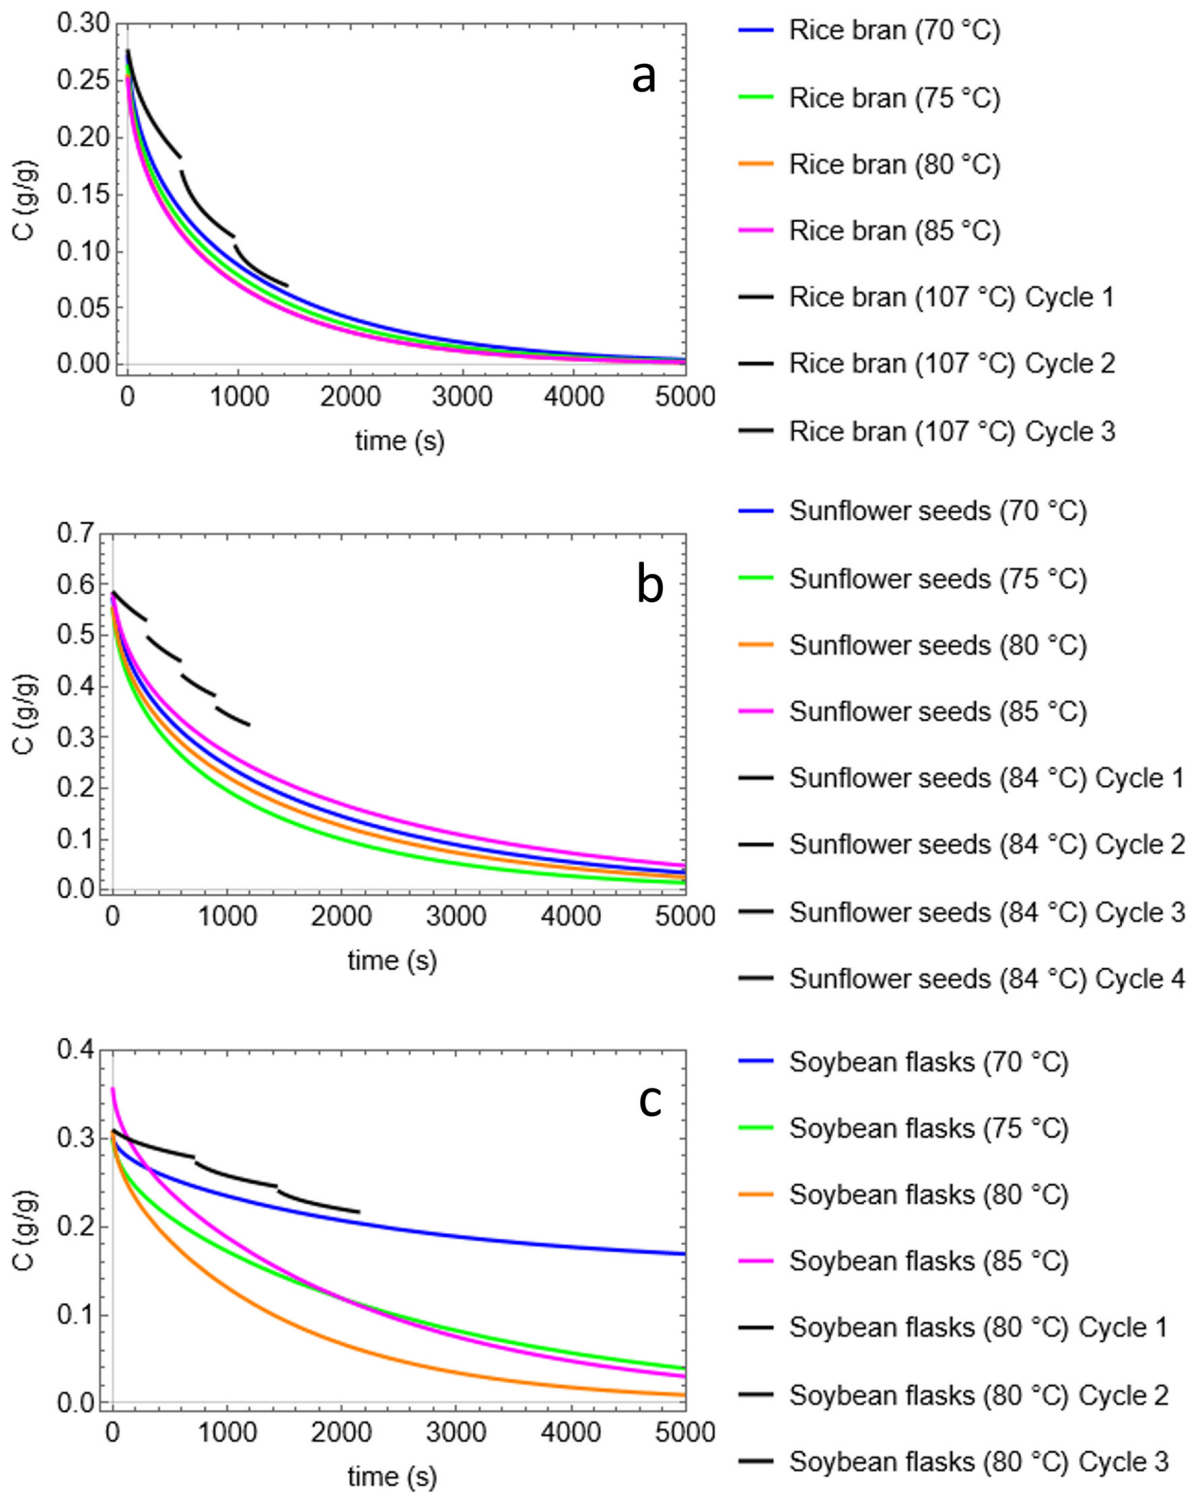 a
0.30
0.25
0.20
0.15
0.10
0.05
0.00
C (g/g)
0 1000 2000 3000 4000 5000
time (s)
Rice bran (70 °C)
Rice bran (75 °C)
Rice bran (80 °C)
Rice bran (85 °C)
Rice bran (107 °C) Cycle 1
Rice bran (107 °C) Cycle 2
Rice bran (107 °C) Cycle 3
b
0.7
0.6
0.5
0.4
0.3
0.2
0.1
0.0
C (g/g)
0 1000 2000 3000 4000 5000
time (s)
Sunflower seeds (70 °C)
Sunflower seeds (75 °C)
Sunflower seeds (80 °C)
Sunflower seeds (85 °C)
Sunflower seeds (84 °C) Cycle 1
Sunflower seeds (84 °C) Cycle 2
Sunflower seeds (84 °C) Cycle 3
Sunflower seeds (84 °C) Cycle 4
c
0.4
0.3
0.2
0.1
0.0
C (g/g)
0 1000 2000 3000 4000 5000
time (s)
Soybean flasks (70 °C)
Soybean flasks (75 °C)
Soybean flasks (80 °C)
Soybean flasks (85 °C)
Soybean flasks (80 °C) Cycle 1
Soybean flasks (80 °C) Cycle 2
Soybean flasks (80 °C) Cycle 3